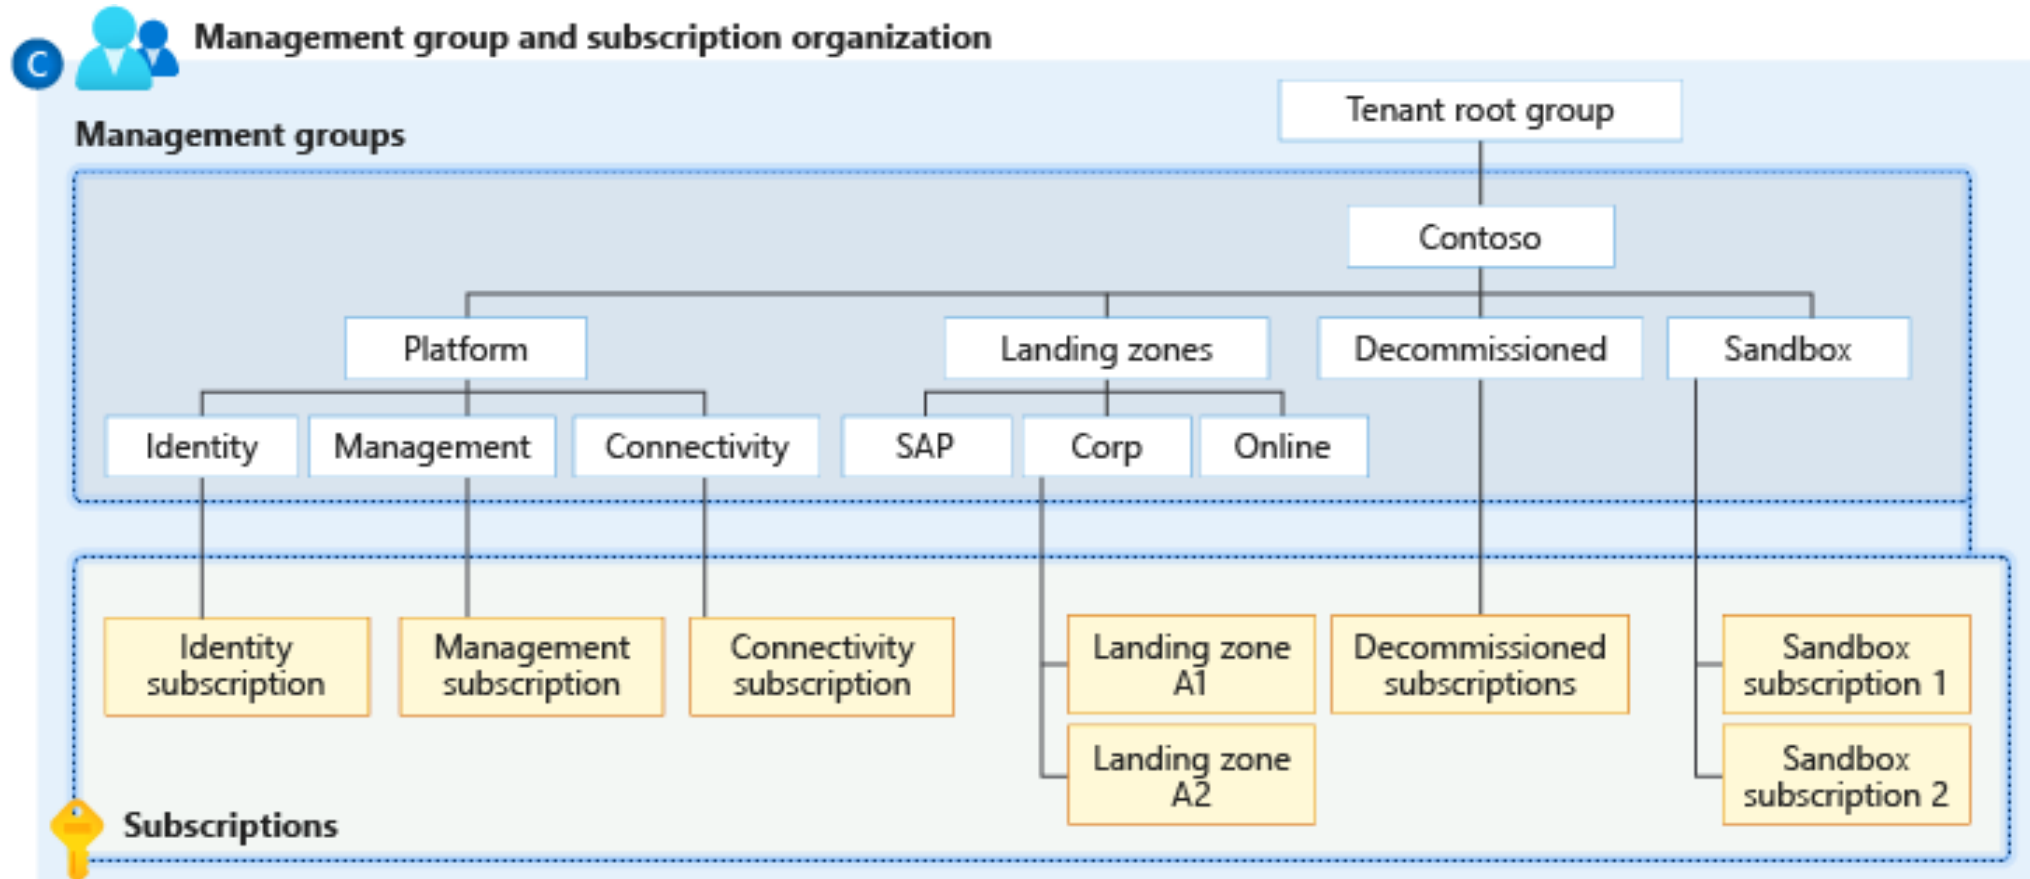 C
Management group and subscription organization
Management groups
Tenant root group
Contoso
Platform
Landing zones
Decommissioned
Sandbox
Identity
Management
Connectivity
SAP
Corp
Online
Identity
subscription
Management
subscription
Connectivity
subscription
Landing zone
A1
Decommissioned
subscriptions
Sandbox
subscription 1
Landing zone
A2
Sandbox
subscription 2
Subscriptions